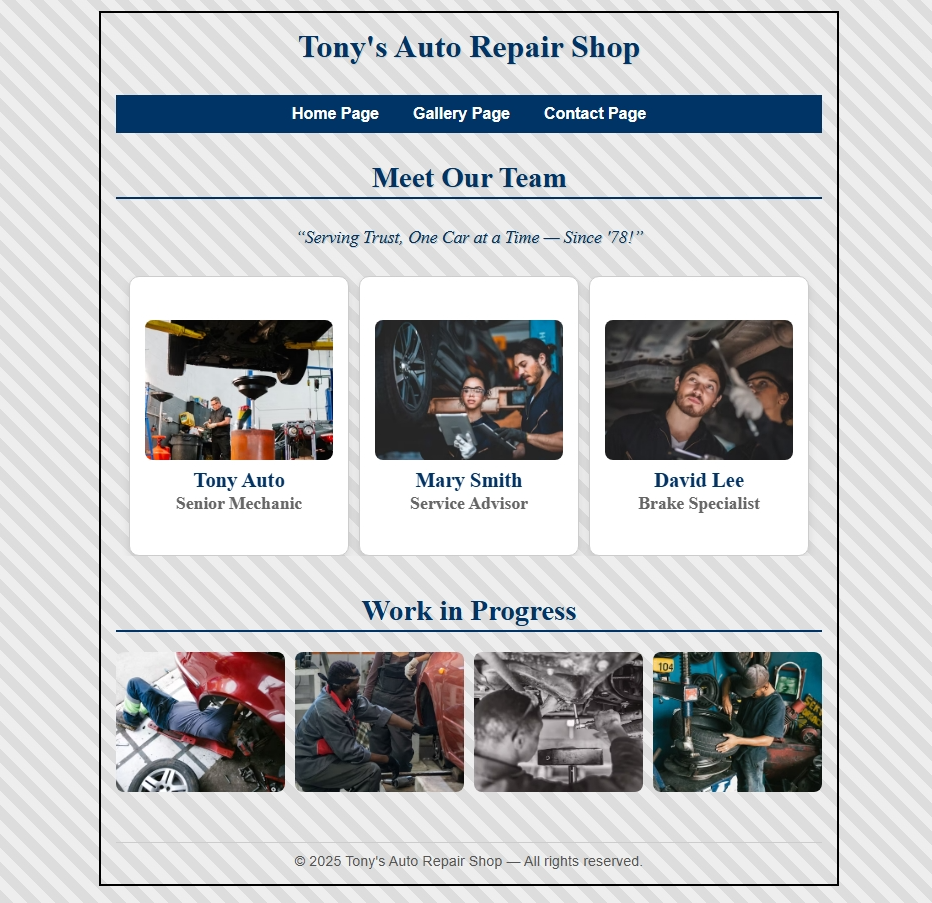 Tony's Auto Repair Shop
Home Page Gallery Page Contact Page
Meet Our Team
“Serving Trust, One Car at a Time — Since '78!”
Tony Auto
Senior Mechanic
Mary Smith
Service Advisor
David Lee
Brake Specialist
Work in Progress
104
© 2025 Tony's Auto Repair Shop — All rights reserved.